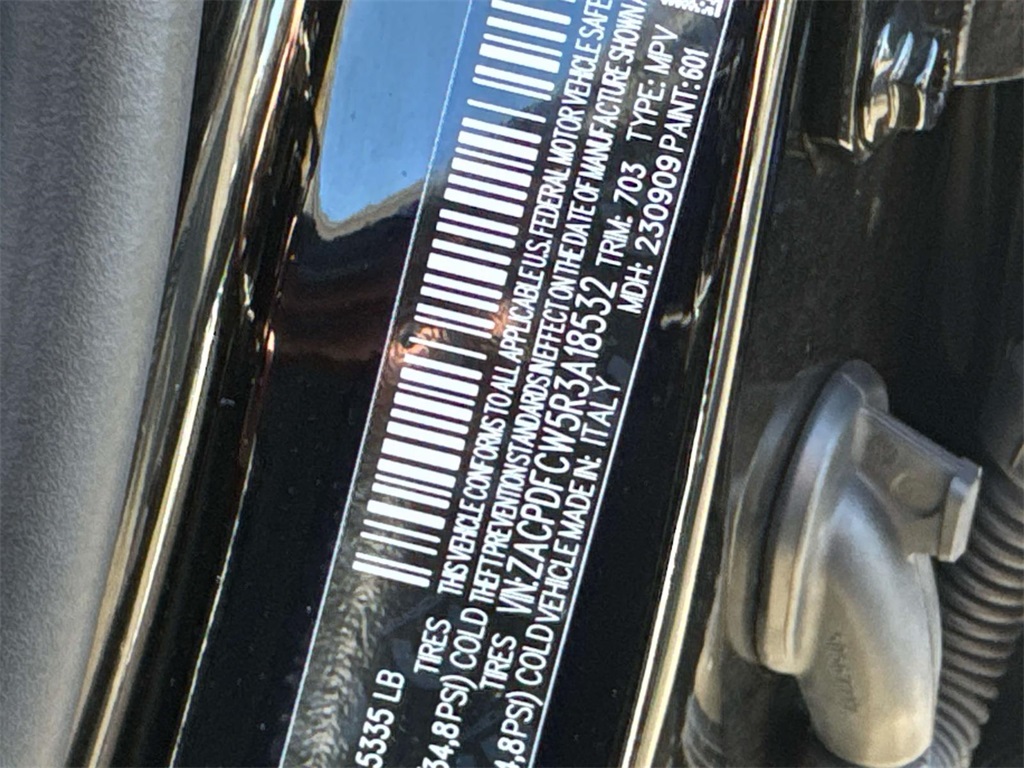 5335 LB
TIRES THIS VEHICLE CONFORMS TO ALL APPLICABLE U.S. FEDERAL MOTOR VEHICLE SAFE
34,8PSI) COLD THEFT PREVENTION STANDARDS IN EFFECT ON THE DATE OF MANUFACTURE SHOWN
TIRES VIN: ZACPDFCW5R3A18532 TRIM: 703 TYPE: MPV
4,8PSI) COLD VEHICLE MADE IN: ITALY MDH: 230909 PAINT: 601